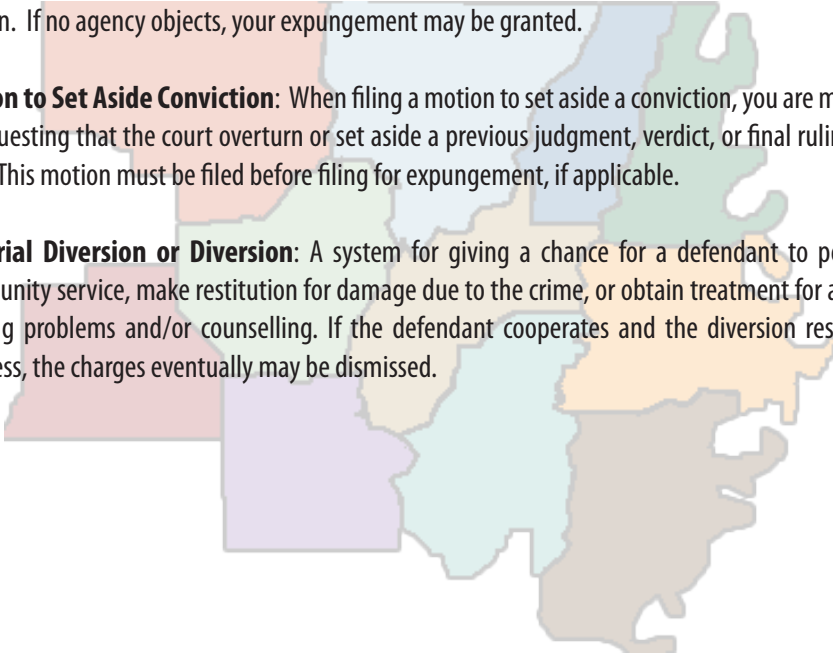 n. If no agency objects, your expungement may be granted.
on to Set Aside Conviction: When filing a motion to set aside a conviction, you are m
uesting that the court overturn or set aside a previous judgment, verdict, or final rulin
This motion must be filed before filing for expungement, if applicable.
rial Diversion or Diversion: A system for giving a chance for a defendant to pe
unity service, make restitution for damage due to the crime, or obtain treatment for a
g problems and/or counselling. If the defendant cooperates and the diversion res
ess, the charges eventually may be dismissed.